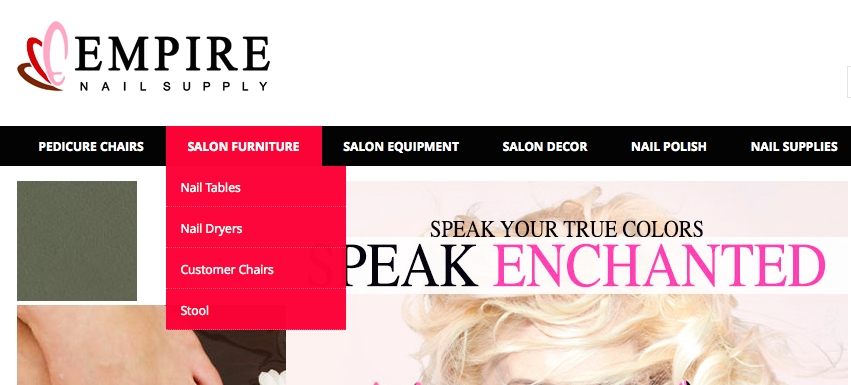 EMPIRE
NAIL SUPPLY
PEDICURE CHAIRS SALON FURNITURE SALON EQUIPMENT SALON DECOR NAIL POLISH NAIL SUPPLIES
Nail Tables
Nail Dryers
Customer Chairs
Stool
SPEAK YOUR TRUE COLORS
SPEAK ENCHANTED